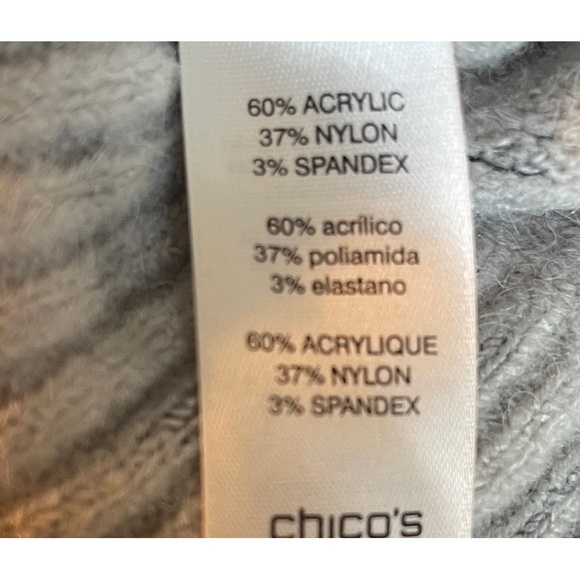 60% ACRYLIC
37% NYLON
3% SPANDEX
60% acrílico
37% poliamida
3% elastano
60% ACRYLIQUE
37% NYLON
3% SPANDEX
chico's